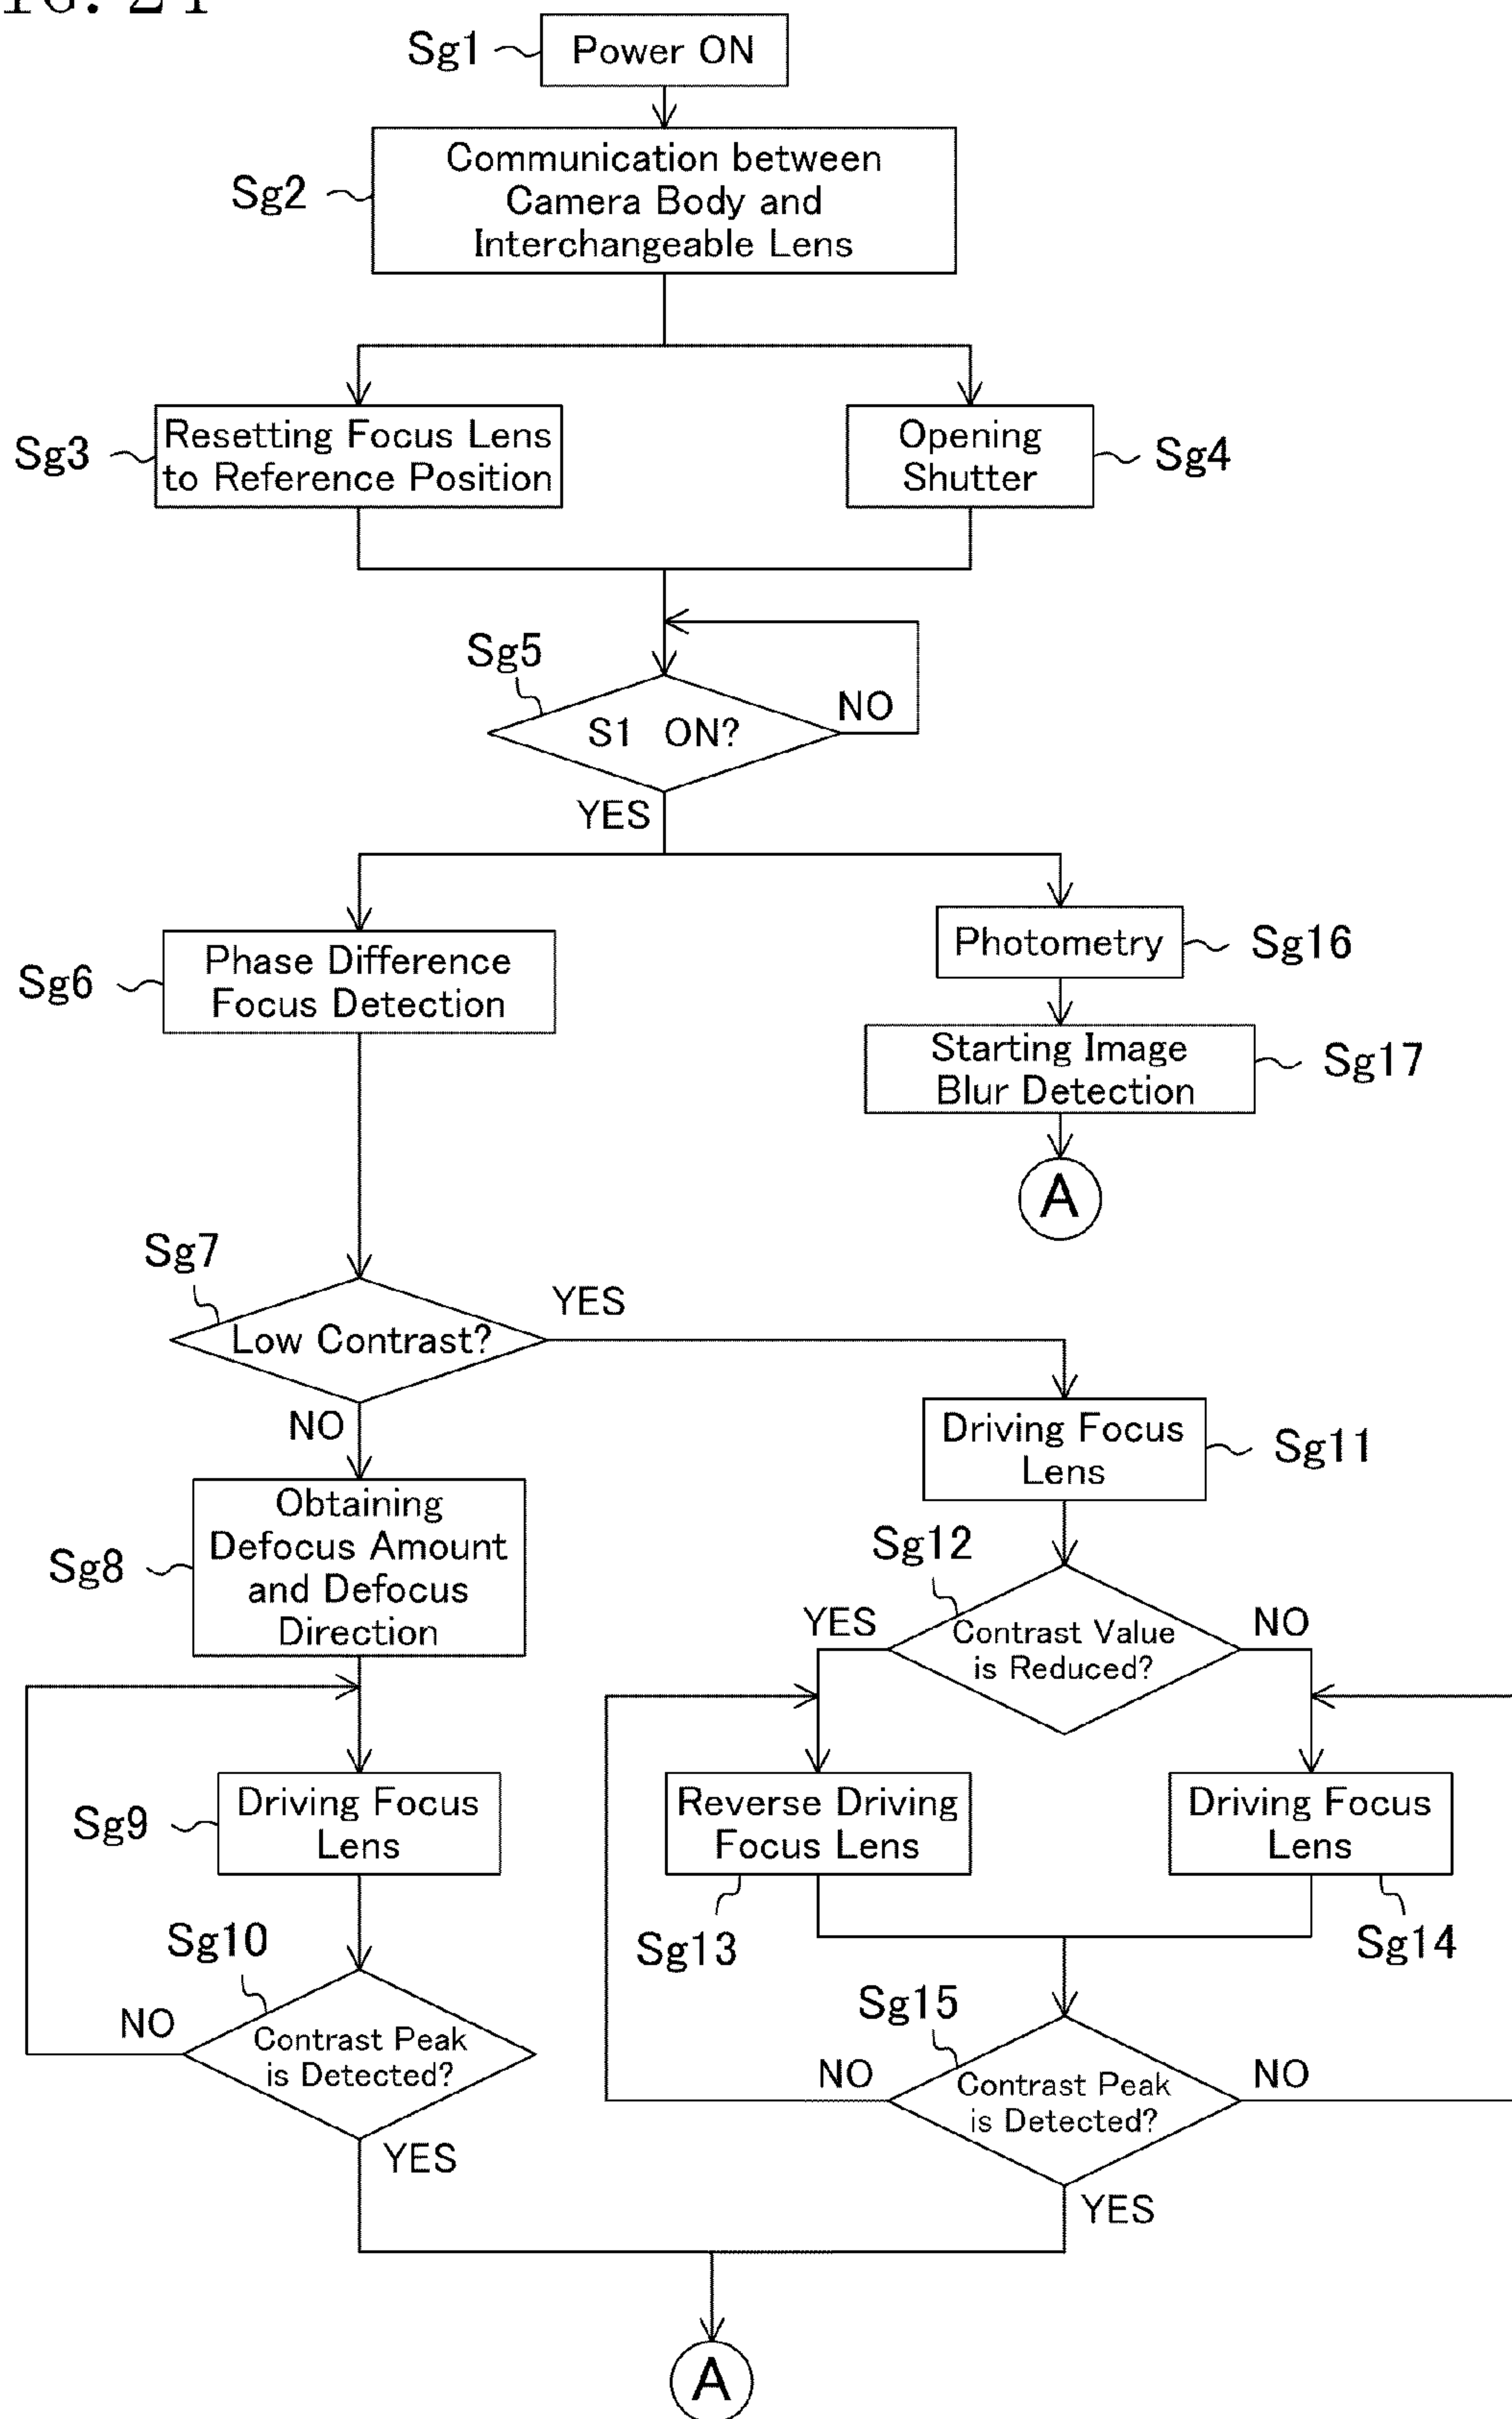 Sg1
Power ON
Sg2
Communication between
Camera Body and
Interchangeable Lens
Sg3
Resetting Focus Lens
to Reference Position
Opening
Shutter
Sg4
Sg5
S1 ON?
NO
YES
Sg6
Phase Difference
Focus Detection
Photometry
Sg16
Starting Image
Blur Detection
Sg17
A
Sg7
Low Contrast?
YES
NO
Driving Focus
Lens
Sg11
Sg8
Obtaining
Defocus Amount
and Defocus
Direction
Sg12
YES
Contrast Value
is Reduced?
NO
Sg9
Driving Focus
Lens
Reverse Driving
Focus Lens
Driving Focus
Lens
Sg13
Sg14
Sg10
NO
Contrast Peak
is Detected?
YES
Sg15
NO
Contrast Peak
is Detected?
NO
YES
A